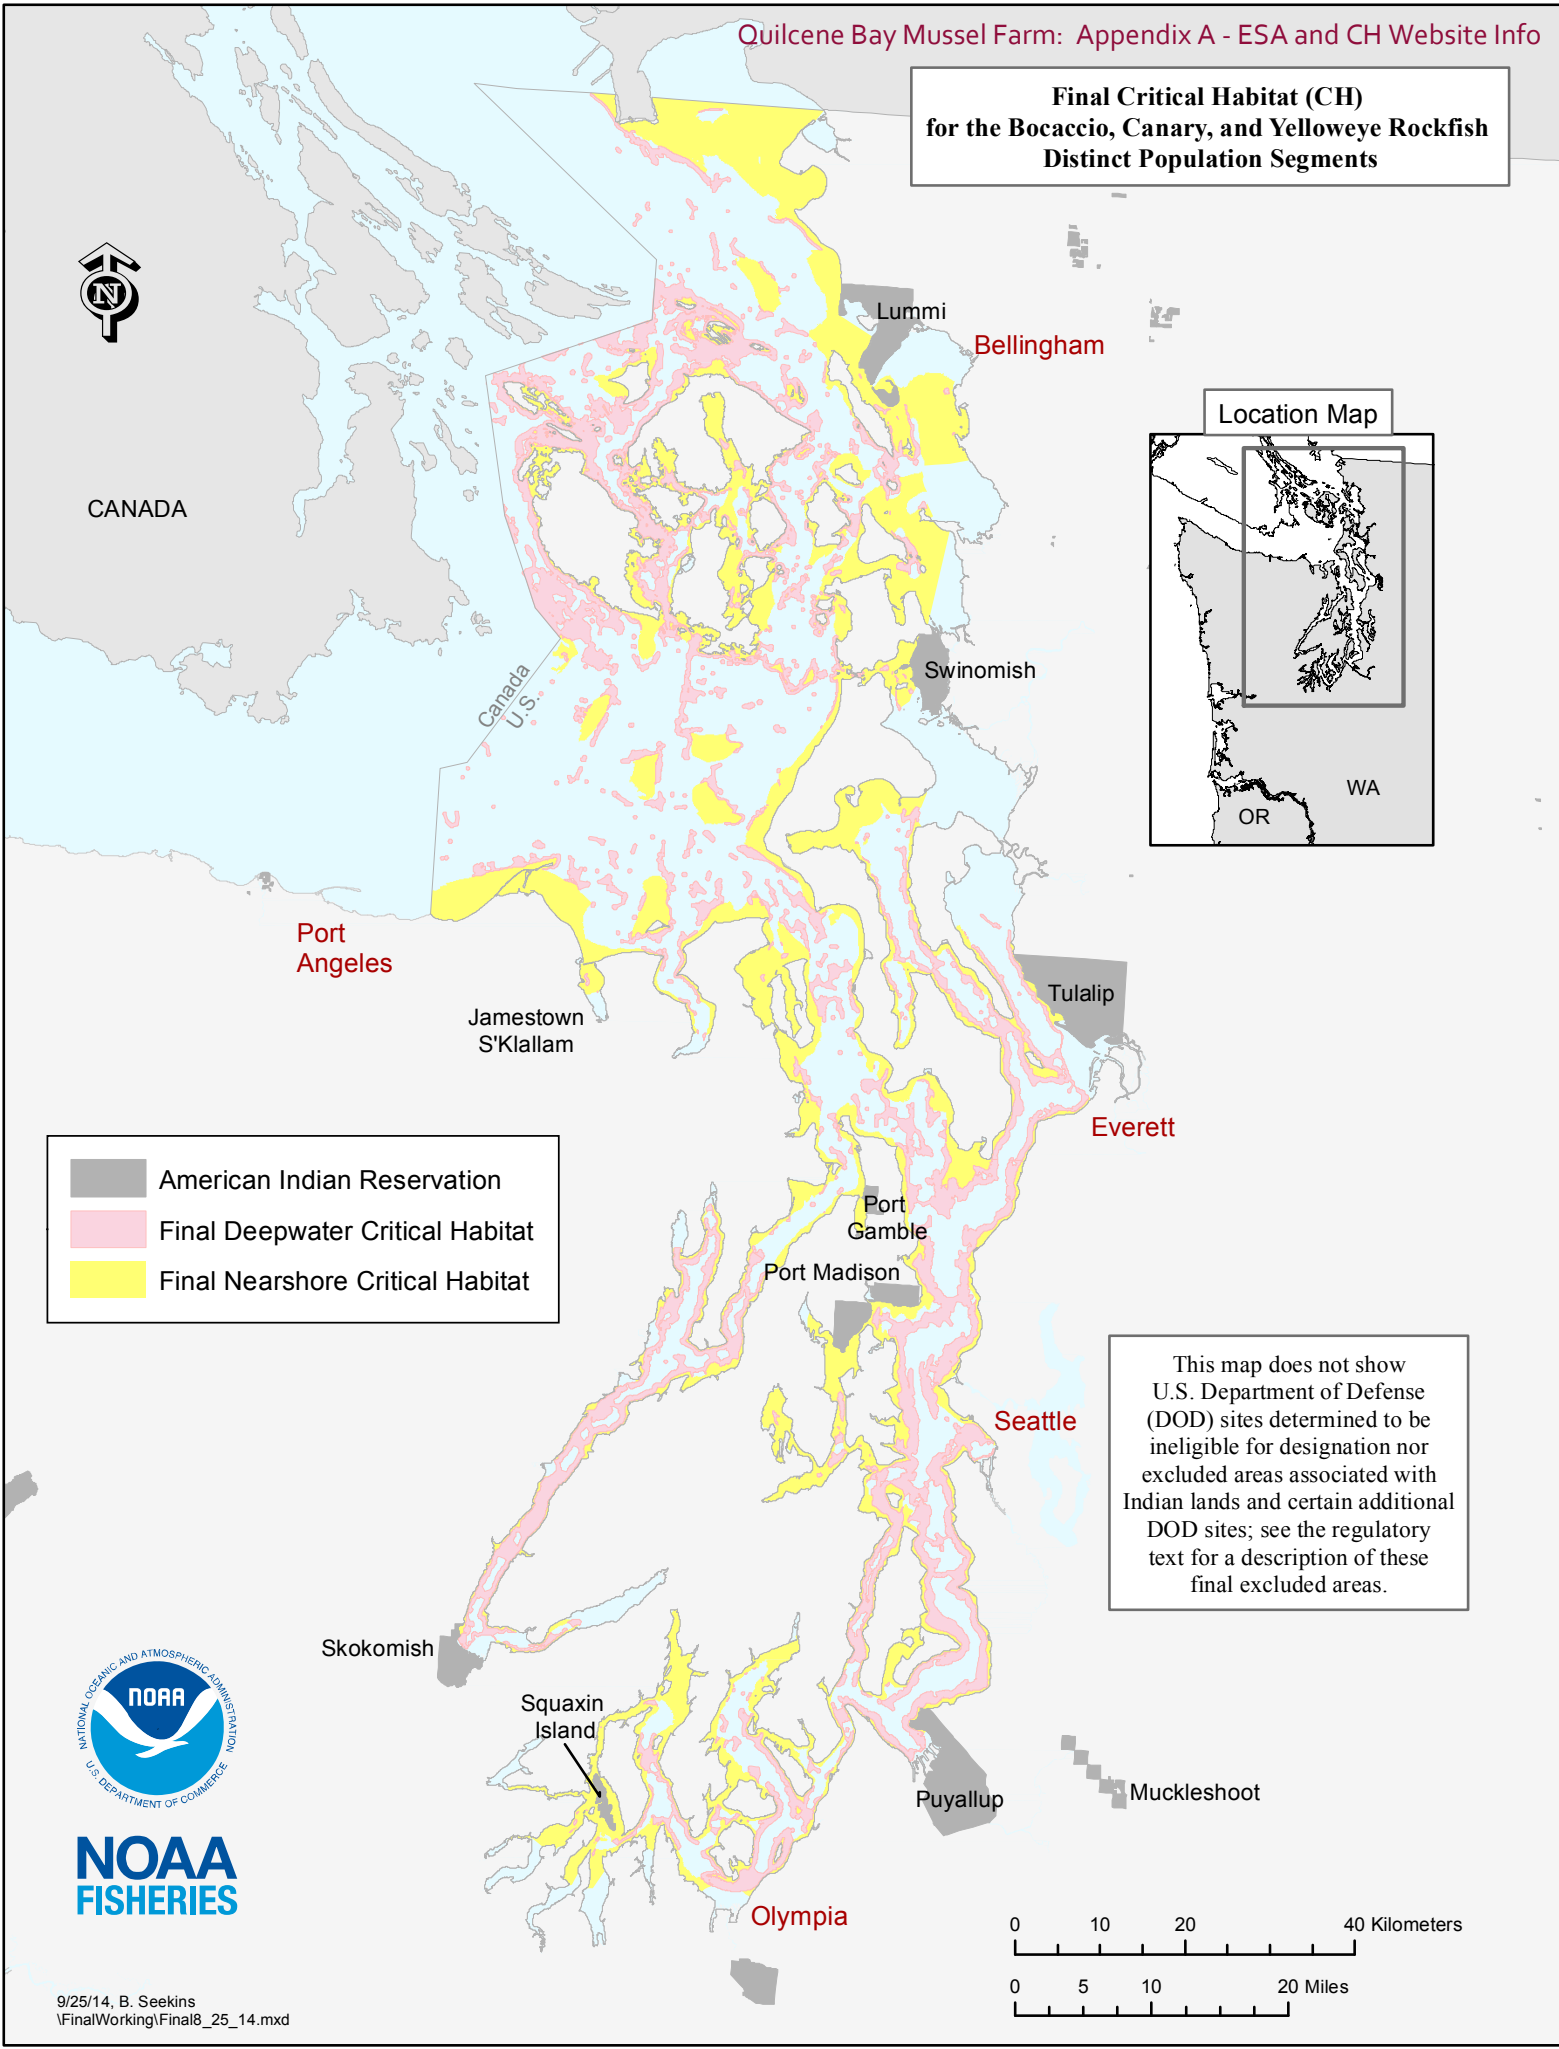 Quilcene Bay Mussel Farm: Appendix A - ESA and CH Website Info
Final Critical Habitat (CH)
for the Bocaccio, Canary, and Yelloweye Rockfish
Distinct Population Segments
N
Lummi
Bellingham
Location Map
CANADA
Swinomish
Canada
U.S.
WA
OR
Port
Angeles
Tulalip
Jamestown
S'Klallam
Everett
American Indian Reservation
Final Deepwater Critical Habitat
Final Nearshore Critical Habitat
Port
Gamble
Port Madison
This map does not show
U.S. Department of Defense
(DOD) sites determined to be
ineligible for designation nor
excluded areas associated with
Indian lands and certain additional
DOD sites; see the regulatory
text for a description of these
final excluded areas.
Seattle
Skokomish
NATIONAL OCEANIC AND ATMOSPHERIC ADMINISTRATION
NOAA
U.S. DEPARTMENT OF COMMERCE
Squaxin
Island
Puyallup
Muckleshoot
NOAA
FISHERIES
Olympia
0 10 20 40 Kilometers
0 5 10 20 Miles
9/25/14, B. Seekins
\FinalWorking\Final8_25_14.mxd